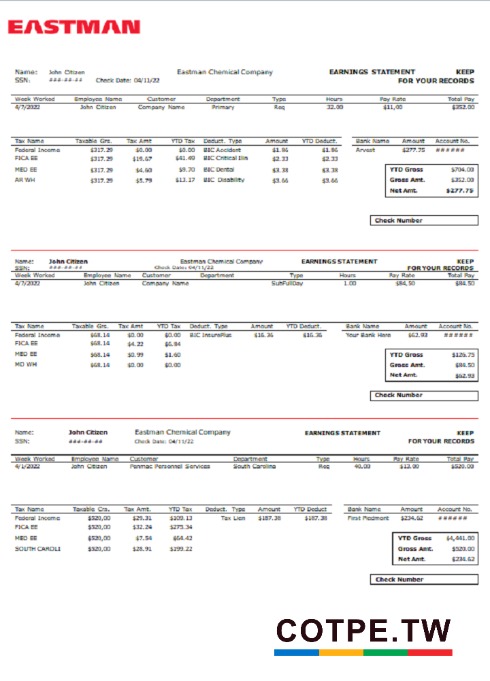 EASTMAN
Name: John Citizen Eastman Chemical Company EARNINGS STATEMENT KEEP
SSN: ###-##-## Check Date: 04/11/22 FOR YOUR RECORDS
Week Worked Employee Name Customer Department Type Hours Pay Rate Total Pay
4/7/2022 John Citizen Company Name Primary Reg 32.00 $11,00 $352.00
Tax Name Taxable Grs. Tax Amt YTD Tax Deduct. Type Amount YTD Deduct. Bank Name Amount Account No.
Federal Income $317.29 $0.00 $0.00 BIC Accident $1.96 $1.96 Arvest $277.75 ######
FICA EE $317.29 $19.67 $41.49 BIC Critical Illn $2.33 $2.33
MED EE $317.29 $4.60 $9.70 BIC Dental $3.38 $3.38 YTD Gross $704.00
AR WH $317.29 $5.79 $13.17 BIC Disability $3.66 $3.66 Gross Amt. $352.00
Net Amt. $277.75
Check Number
Name: John Citizen Eastman Chemical Company EARNINGS STATEMENT KEEP
SSN: ###-##-## Check Date: 04/11/22 FOR YOUR RECORDS
Week Worked Employee Name Customer Department Type Hours Pay Rate Total Pay
4/7/2022 John Citizen Company Name SubFullDay 1.00 $84,50 $84,50
Tax Name Taxable Grs. Tax Amt YTD Tax Deduct. Type Amount YTD Deduct. Bank Name Amount Account No.
Federal Income $68.14 $0.00 $0.00 BIC InsurePlus $16.36 $16.36 Your Bank Here $62.93 ######
FICA EE $68.14 $4.22 $6.84
MED EE $68.14 $0.99 $1.60 YTD Gross $126.75
MO WH $68.14 $0.00 $0.00 Gross Amt. $84.50
Net Amt. $62.93
Check Number
Name: John Citizen Eastman Chemical Company EARNINGS STATEMENT KEEP
SSN: ###-##-## Check Date: 04/11/22 FOR YOUR RECORDS
Week Worked Employee Name Customer Department Type Hours Pay Rate Total Pay
4/1/2022 John Citizen Penmac Personnel Services South Carolina Reg 40.00 $13.00 $520.00
Tax Name Taxable Grs. Tax Amt. YTD Tax Deduct. Type Amount YTD Deduct Bank Name Amount Account No.
Federal Income $520,00 $29.31 $109.13 Tax Lien $187.38 $187.38 First Piedmont $234.62 ######
FICA EE $520,00 $32.24 $275.34
MED EE $520,00 $7.54 $64.42 YTD Gross $4,441.00
SOUTH CAROLI $520,00 $28.91 $199.22 Gross Amt. $520.00
Net Amt. $234.62
Check Number
COTPE.TW